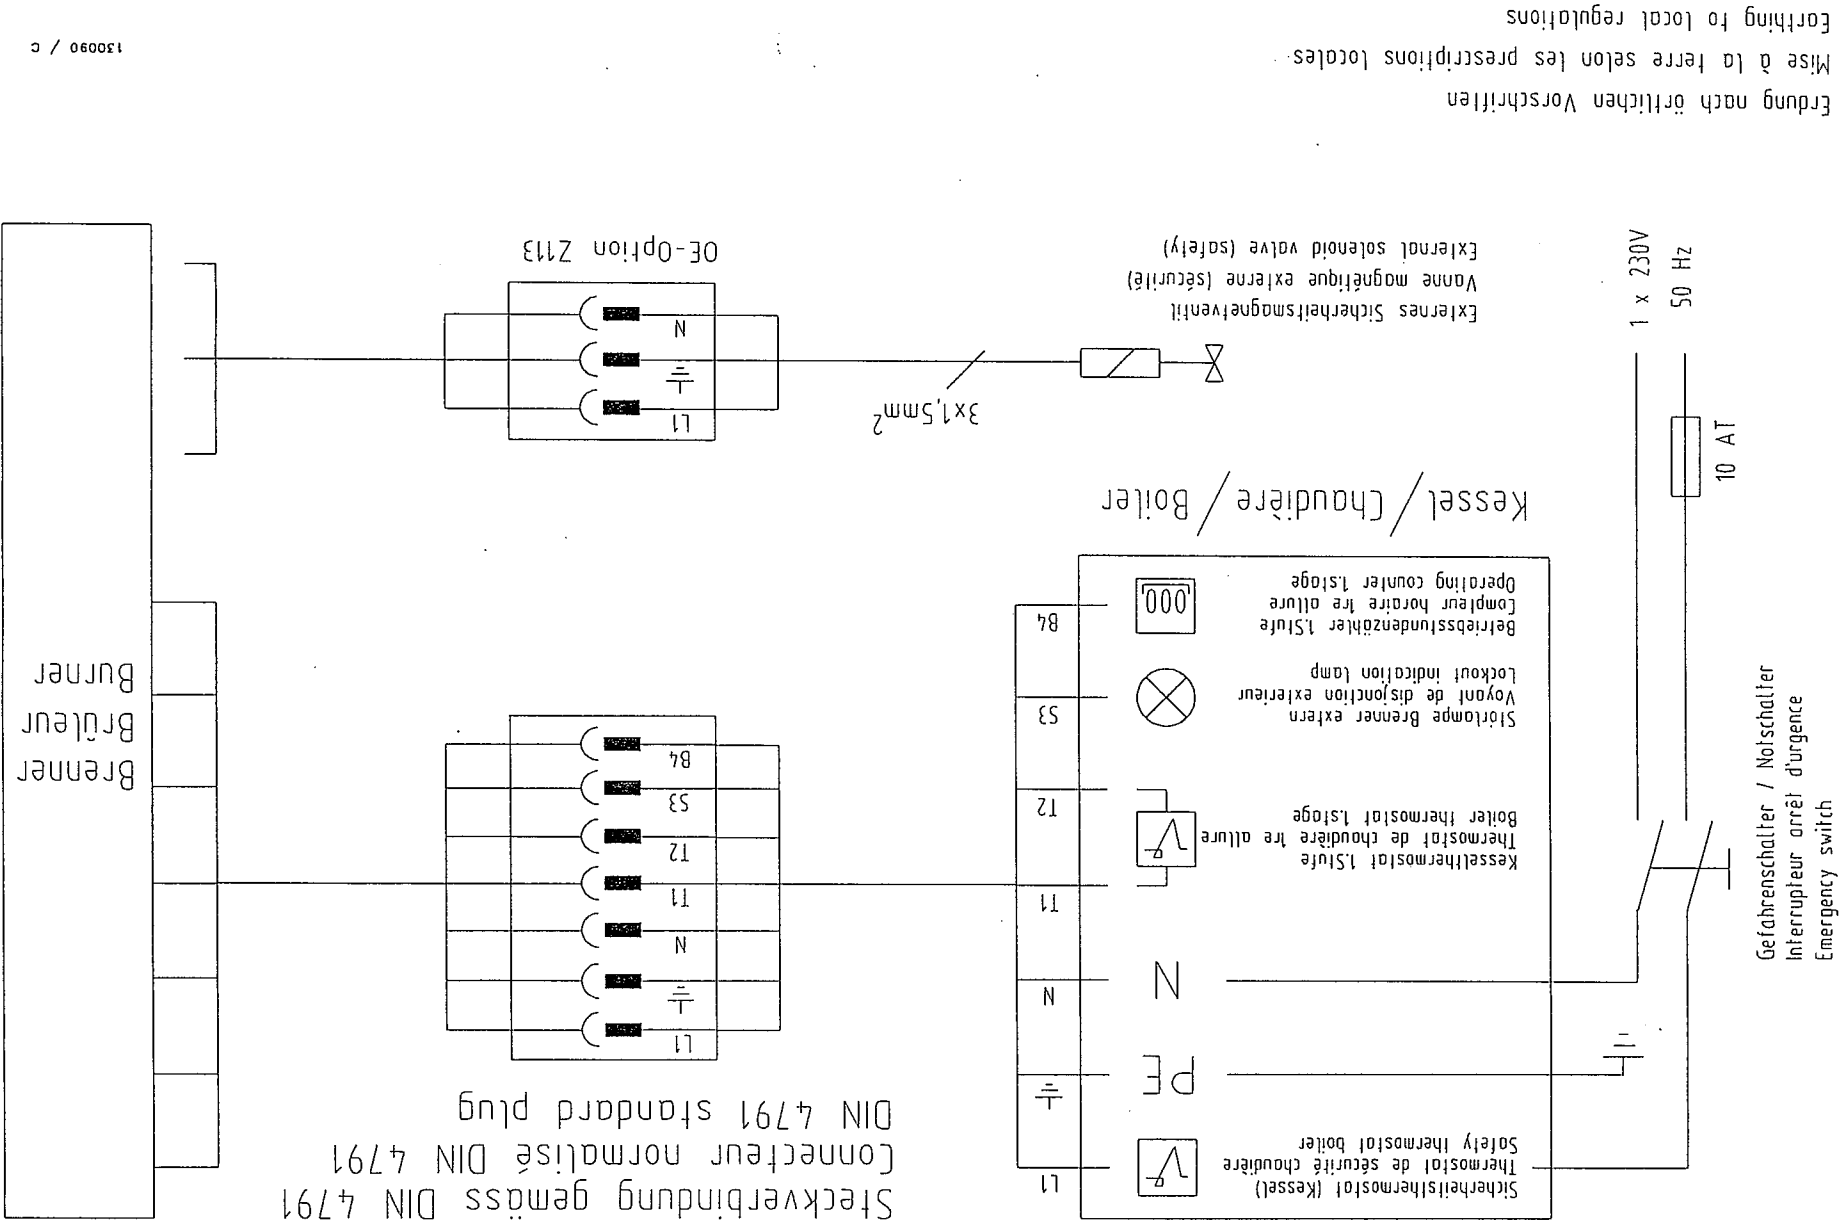 Steckverbindung gemäss DIN 4791
Connecteur normalisé DIN 4791
DIN 4791 standard plug
Sicherheitsthermostat (Kessel)
Thermostat de sécurité chaudière
Safety thermostat boiler
L1
PE
N
N
T1
Kesselthermostat 1.Stufe
Thermostat de chaudière 1re allure
Boiler thermostat 1.stage
T2
Störlampe Brenner extern
Voyant de disjonction exterieur
Lockout indication lamp
S3
Betriebsstundenzähler 1.Stufe
Compteur horaire 1re allure
Operating counter 1.stage
000
B4
Kessel / Chaudière / Boiler
L1
N
T1
T2
S3
B4
Brenner
Brûleur
Burner
Gefahrenschalter / Notschalter
Interrupteur arrêt d'urgence
Emergency switch
10 AT
1 x 230V
50 Hz
3x1,5mm²
L1
N
Externes Sicherheitsmagnetventil
Vanne magnétique externe (sécurité)
External solenoid valve (safety)
OE-Option Z113
Erdung nach örtlichen Vorschriften
Mise à la terre selon les prescriptions locales
Earthing to local regulations
130090 / C